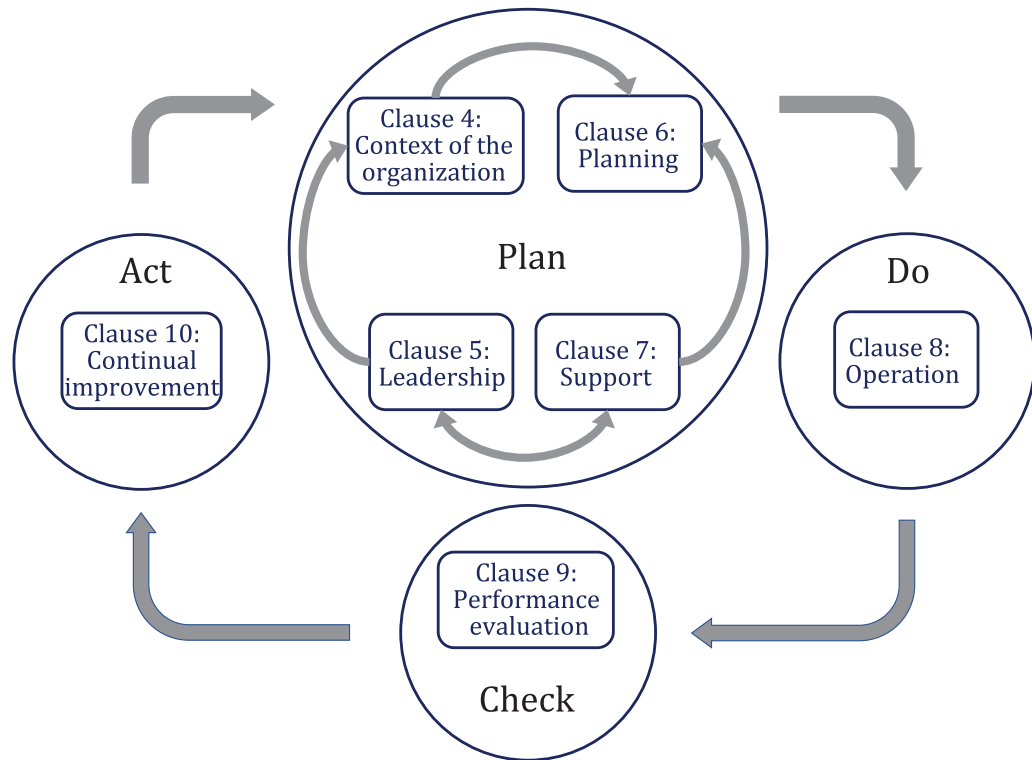 Clause 4:
Context of the
organization
Clause 6:
Planning
Plan
Clause 5:
Leadership
Clause 7:
Support
Do
Clause 8:
Operation
Clause 9:
Performance
evaluation
Check
Act
Clause 10:
Continual
improvement